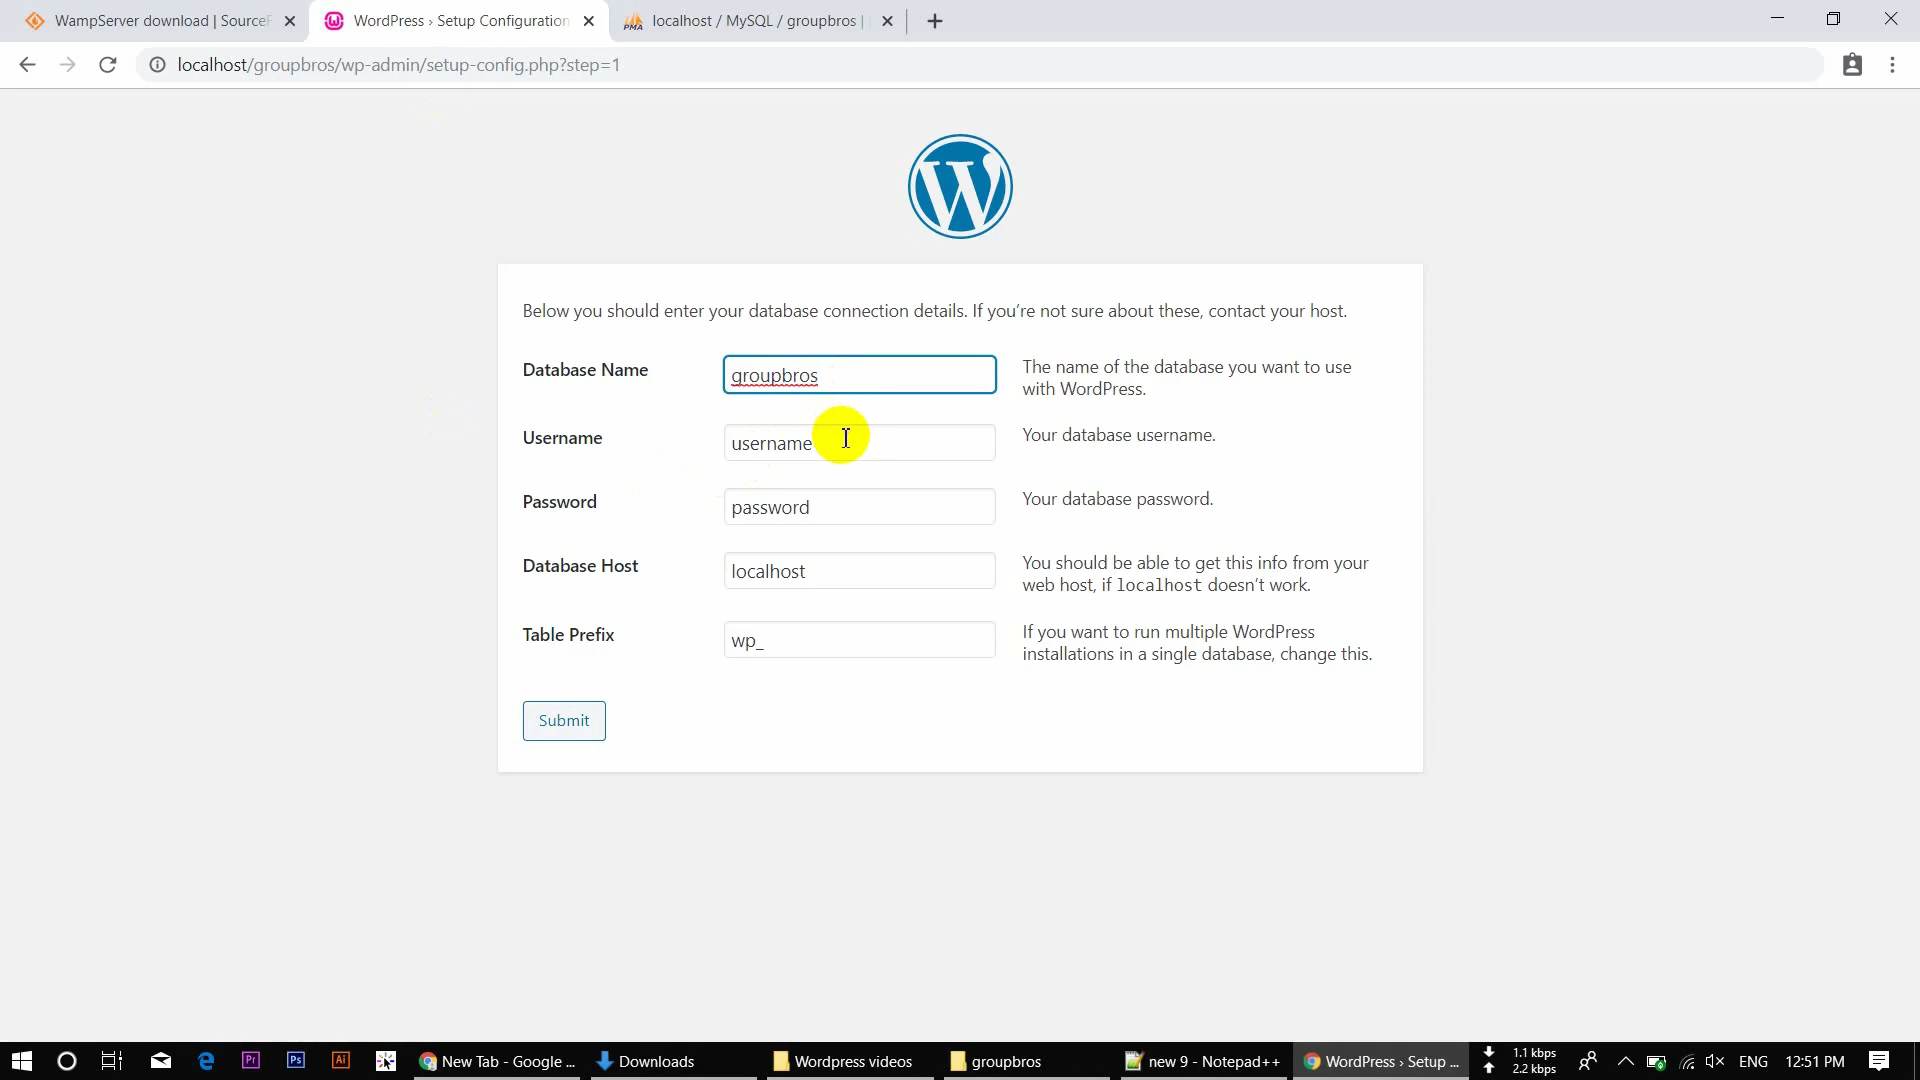 WampServer download | SourceF
WordPress › Setup Configuration
PMA
localhost / MySQL / groupbros |
localhost/groupbros/wp-admin/setup-config.php?step=1
Below you should enter your database connection details. If you’re not sure about these, contact your host.
Database Name
groupbros
The name of the database you want to use
with WordPress.
Username
username
Your database username.
Password
password
Your database password.
Database Host
localhost
You should be able to get this info from your
web host, if localhost doesn’t work.
Table Prefix
wp_
If you want to run multiple WordPress
installations in a single database, change this.
Submit
Pr
Ps
Ai
New Tab - Google ...
Downloads
Wordpress videos
groupbros
new 9 - Notepad++
WordPress › Setup ...
1.1 kbps
2.2 kbps
ENG
12:51 PM